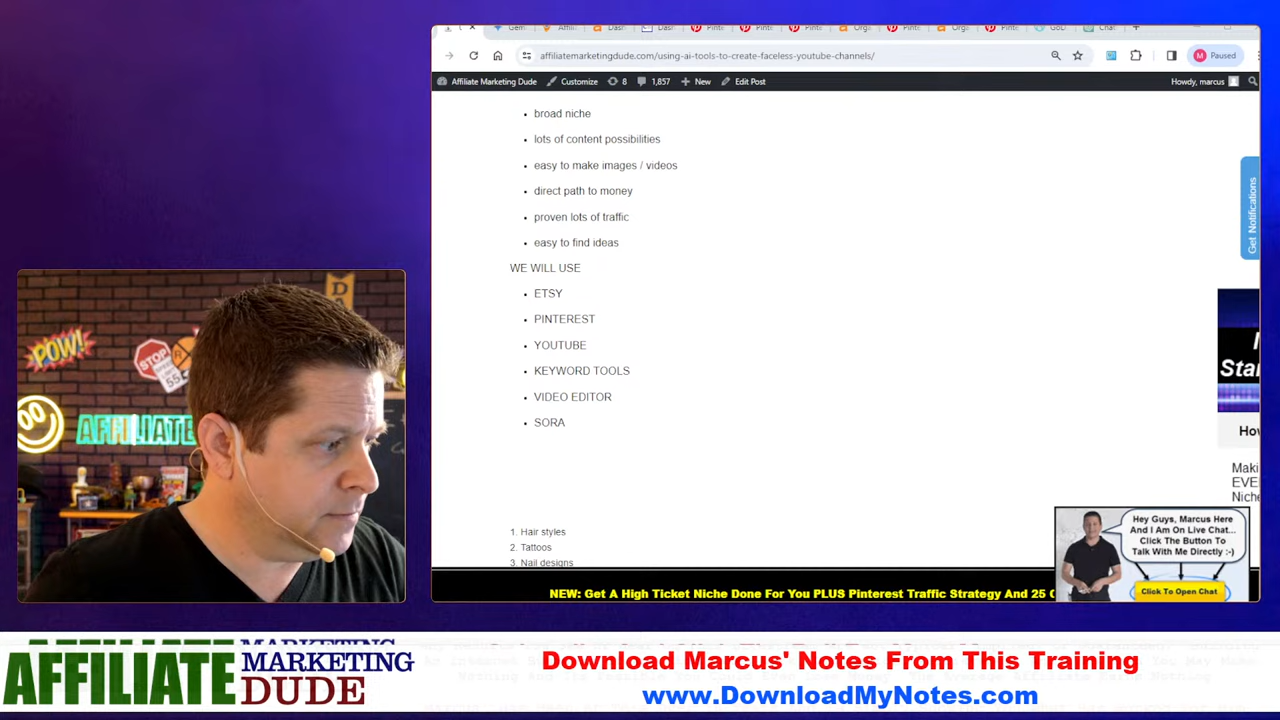 affiliatemarketingdude.com/using-ai-tools-to-create-faceless-youtube-channels/
M Paused
Affiliate Marketing Dude Customize 8 1,857 New Edit Post Howdy, marcus
broad niche
lots of content possibilities
easy to make images / videos
direct path to money
proven lots of traffic
easy to find ideas
WE WILL USE
ETSY
PINTEREST
YOUTUBE
KEYWORD TOOLS
VIDEO EDITOR
SORA
1. Hair styles
2. Tattoos
3. Nail designs
Get Notifications
Hey Guys, Marcus Here
And I Am On Live Chat...
Click The Button To
Talk With Me Directly :-)
Click To Open Chat
NEW: Get A High Ticket Niche Done For You PLUS Pinterest Traffic Strategy And 25
POW!
STOP
AFFILIATE
AFFILIATE MARKETING DUDE
Download Marcus' Notes From This Training
www.DownloadMyNotes.com